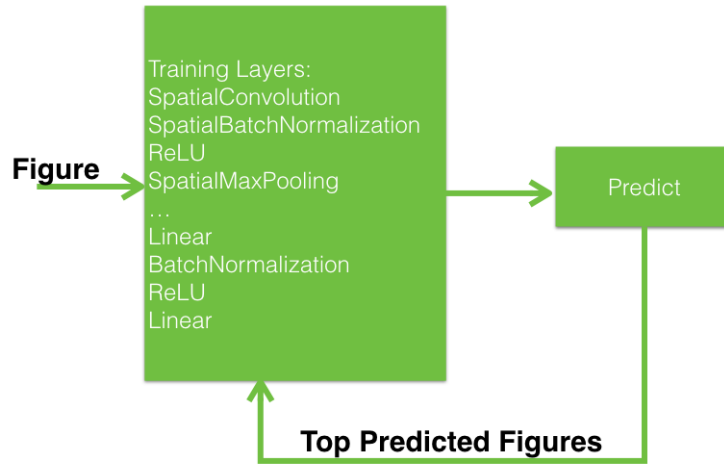 Training Layers:
SpatialConvolution
SpatialBatchNormalization
ReLU
SpatialMaxPooling
...
Linear
BatchNormalization
ReLU
Linear
Figure
Predict
Top Predicted Figures